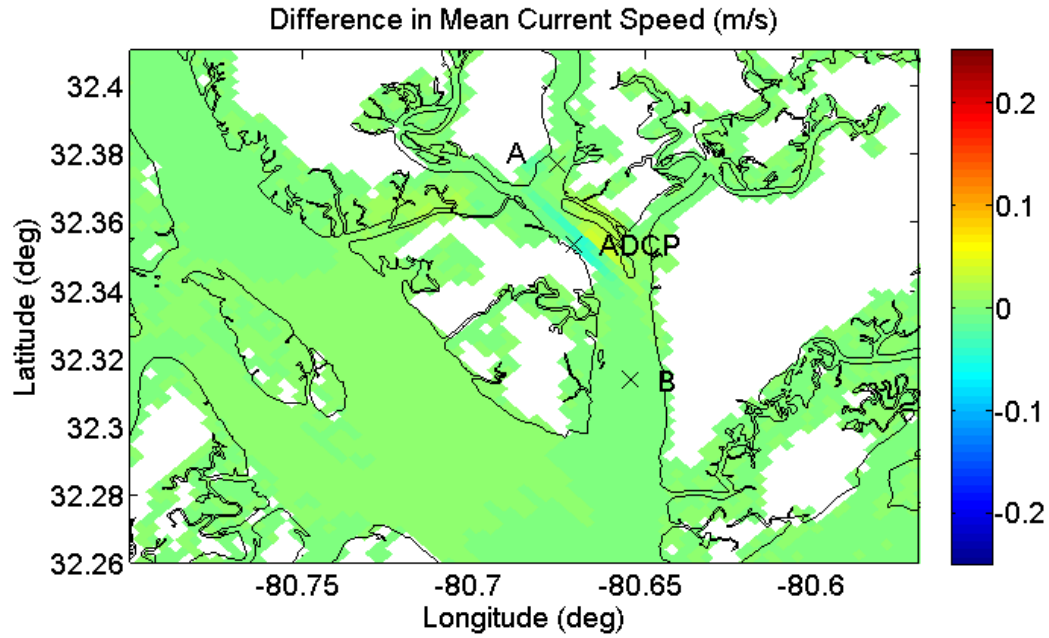 Difference in Mean Current Speed (m/s)
32.4
32.38
32.36
32.34
32.32
32.3
32.28
32.26
Latitude (deg)
A
ADCP
B
-80.75
-80.7
-80.65
-80.6
Longitude (deg)
0.2
0.1
0
-0.1
-0.2